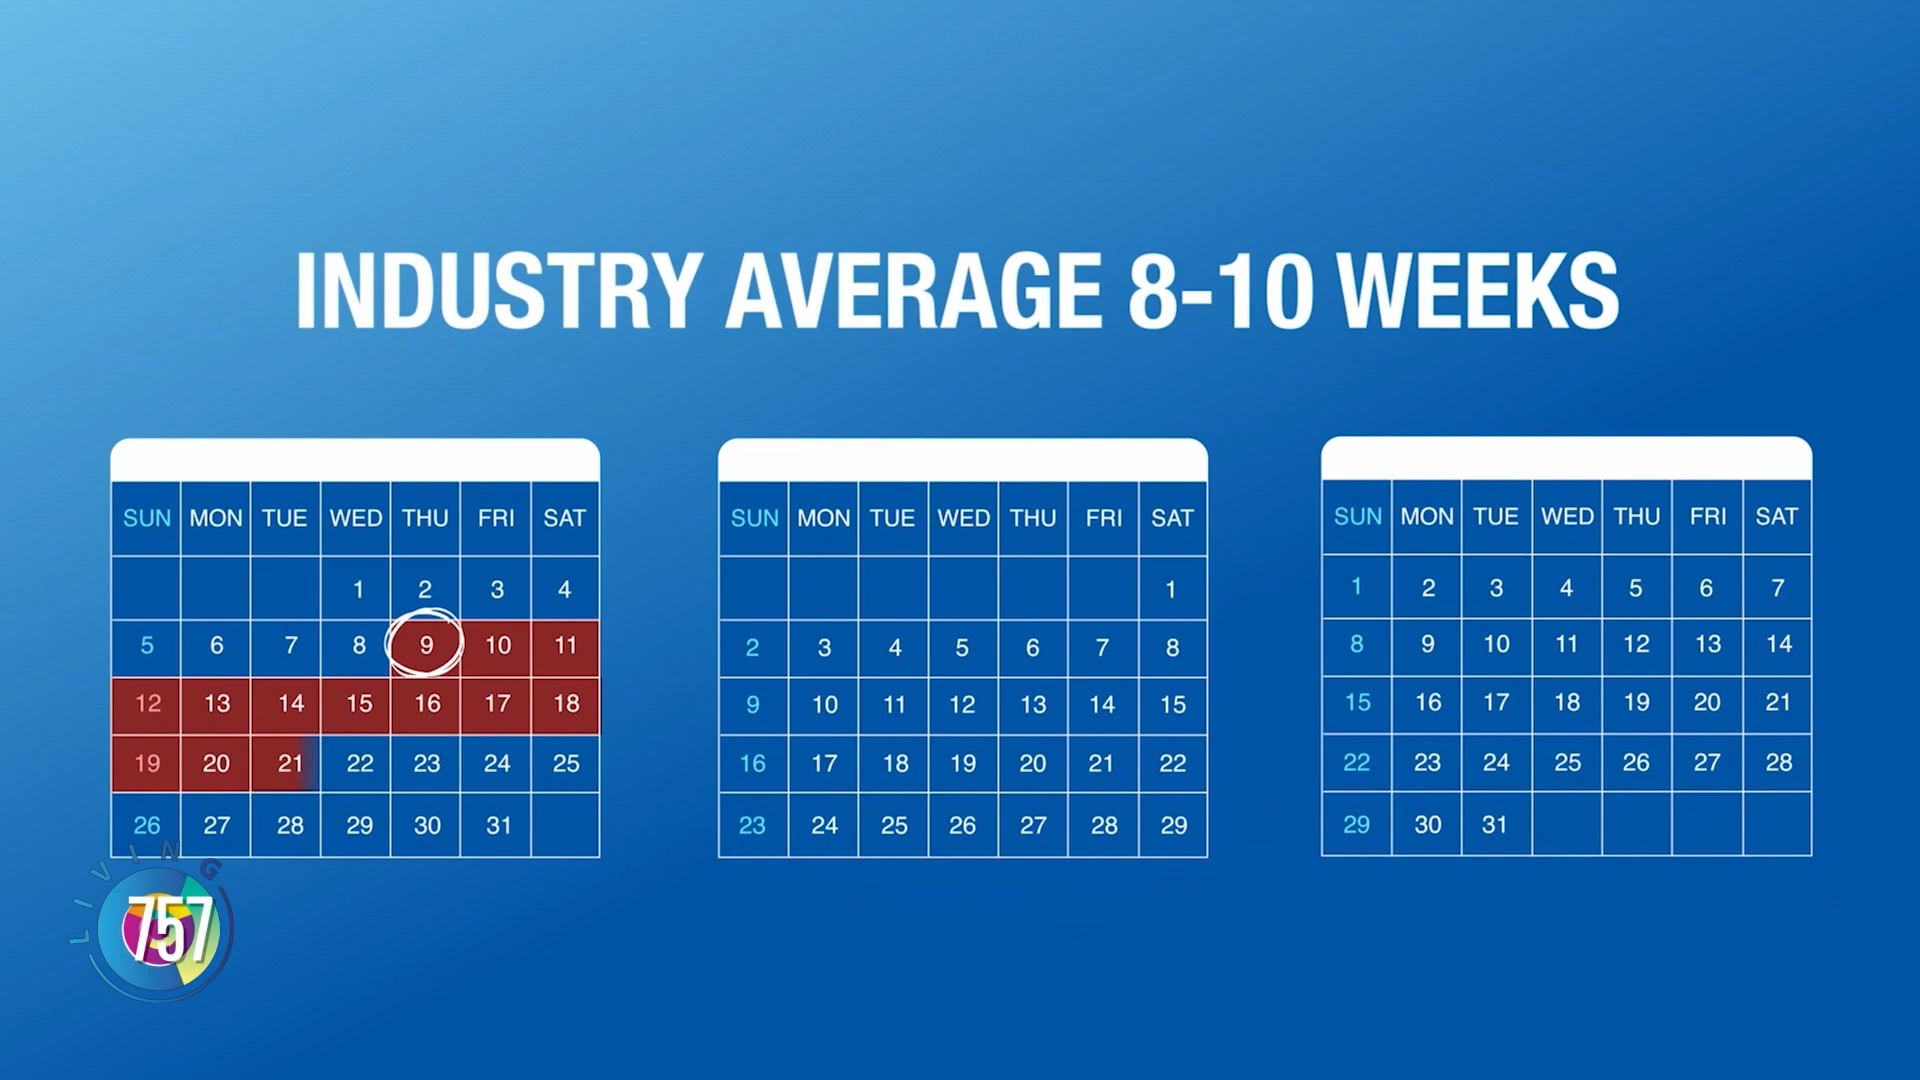 INDUSTRY AVERAGE 8-10 WEEKS
SUN MON TUE WED THU FRI SAT
1 2 3 4
5 6 7 8 9 10 11
12 13 14 15 16 17 18
19 20 21 22 23 24 25
26 27 28 29 30 31
SUN MON TUE WED THU FRI SAT
1
2 3 4 5 6 7 8
9 10 11 12 13 14 15
16 17 18 19 20 21 22
23 24 25 26 27 28 29
SUN MON TUE WED THU FRI SAT
1 2 3 4 5 6 7
8 9 10 11 12 13 14
15 16 17 18 19 20 21
22 23 24 25 26 27 28
29 30 31
LIVING
757